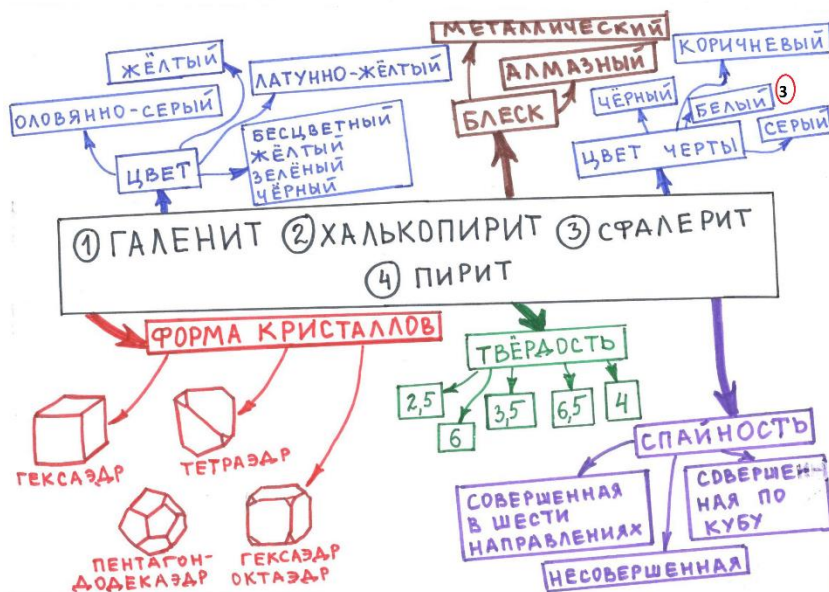 МЕТАЛЛИЧЕСКИЙ
ЖЁЛТЫЙ
ЛАТУННО-ЖЁЛТЫЙ
АЛМАЗНЫЙ
КОРИЧНЕВЫЙ
ОЛОВЯННО-СЕРЫЙ
БЛЕСК
ЧЁРНЫЙ
БЕЛЫЙ
3
СЕРЫЙ
ЦВЕТ
БЕСЦВЕТНЫЙ
ЖЁЛТЫЙ
ЗЕЛЁНЫЙ
ЧЁРНЫЙ
ЦВЕТ ЧЕРТЫ
1 ГАЛЕНИТ 2 ХАЛЬКОПИРИТ 3 СФАЛЕРИТ
4 ПИРИТ
ФОРМА КРИСТАЛЛОВ
ГЕКСАЭДР
ТЕТРАЭДР
ПЕНТАГОН-
ДОДЕКАЭДР
ГЕКСАЭДР
ОКТАЭДР
ТВЁРДОСТЬ
2,5
6
3,5
6,5
4
СПАЙНОСТЬ
СОВЕРШЕННАЯ
В ШЕСТИ
НАПРАВЛЕНИЯХ
НЕСОВЕРШЕННАЯ
СОВЕРШЕН-
НАЯ ПО
КУБУ